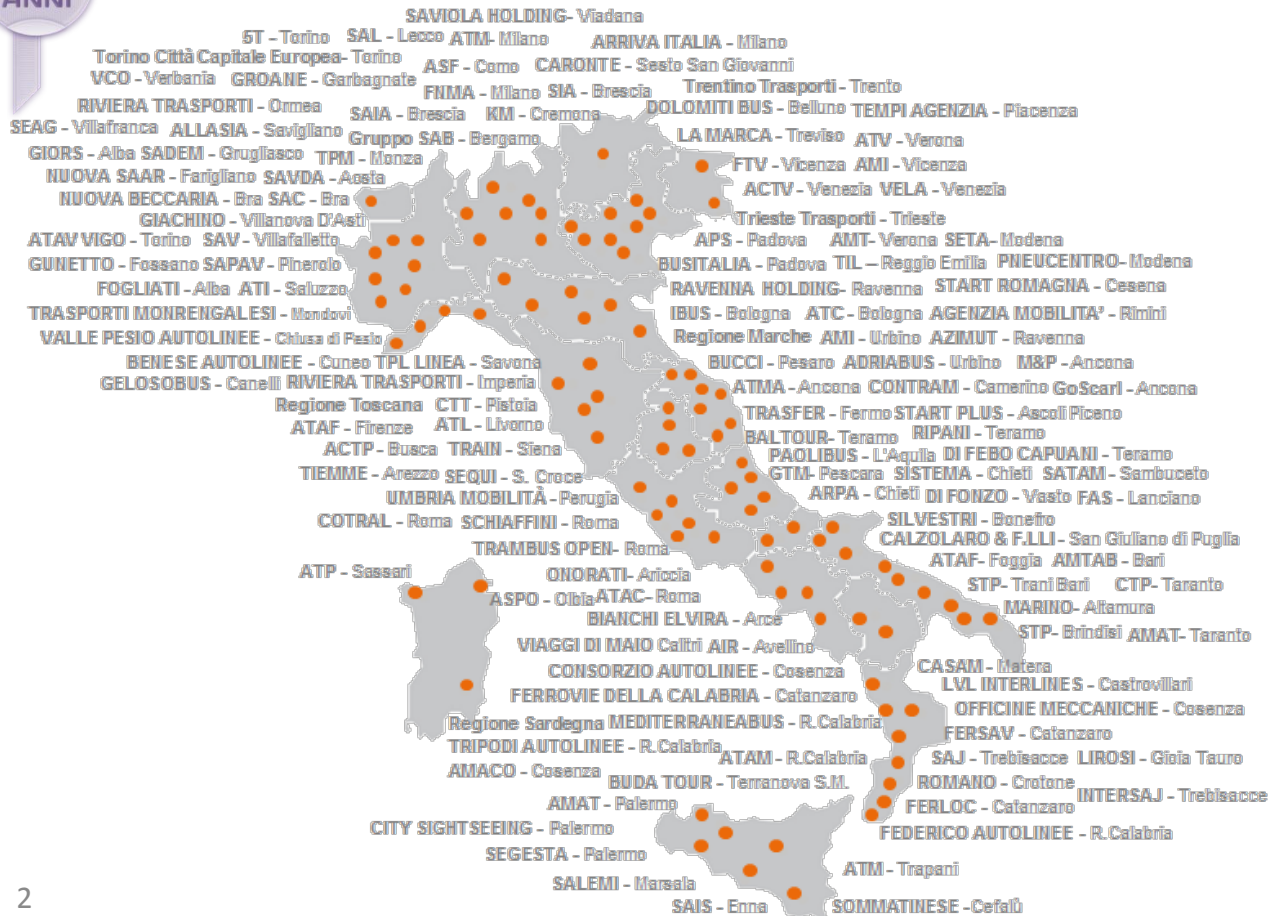 ANNI
SAVIOLA HOLDING- Viadana
5T - Torino SAL - Lecco ATM- Milano ARRIVA ITALIA - Milano
Torino Città Capitale Europea- Torino ASF - Como CARONTE - Sesto San Giovanni
VCO - Verbania GROANE - Garbagnate FNMA - Milano SIA - Brescia Trentino Trasporti - Trento
RIVIERA TRASPORTI - Ormea SAIA - Brescia KM - Cremona DOLOMITI BUS - Belluno TEMPI AGENZIA - Piacenza
SEAG - Villafranca ALLASIA - Savigliano Gruppo SAB - Bergamo LA MARCA - Treviso ATV - Verona
GIORS - Alba SADEM - Grugliasco TPM - Monza FTV - Vicenza AMI - Vicenza
NUOVA SAAR - Farigliano SAVDA - Aosta ACTV - Venezia VELA - Venezia
NUOVA BECCARIA - Bra SAC - Bra
GIACHINO - Villanova D'Asti Trieste Trasporti - Trieste
ATAV VIGO - Torino SAV - Villafalletto APS - Padova AMT- Verona SETA- Modena
GUNETTO - Fossano SAPAV - Pinerolo BUSITALIA - Padova TIL – Reggio Emilia PNEUCENTRO- Modena
FOGLIATI - Alba ATI - Saluzzo RAVENNA HOLDING- Ravenna START ROMAGNA - Cesena
TRASPORTI MONREGALESI - Mondovì IBUS - Bologna ATC - Bologna AGENZIA MOBILITA' - Rimini
VALLE PESIO AUTOLINEE - Chiusa di Pesio Regione Marche AMI - Urbino AZIMUT - Ravenna
BENESE AUTOLINEE - Cuneo TPL LINEA - Savona BUCCI - Pesaro ADRIABUS - Urbino M&P - Ancona
GELOSOBUS - Canelli RIVIERA TRASPORTI - Imperia ATMA - Ancona CONTRAM - Camerino GoScarl - Ancona
Regione Toscana CTT - Pistoia TRASFER - Fermo START PLUS - Ascoli Piceno
ATAF - Firenze ATL - Livorno BALTOUR- Teramo RIPANI - Teramo
ACTP - Busca TRAIN - Siena PAOLIBUS - L'Aquila DI FEBO CAPUANI - Teramo
TIEMME - Arezzo SEQUI - S. Croce GTM- Pescara SISTEMA - Chieti SATAM - Sambuceto
UMBRIA MOBILITÀ - Perugia ARPA - Chieti DI FONZO - Vasto FAS - Lanciano
COTRAL - Roma SCHIAFFINI - Roma SILVESTRI - Bonefro
TRAMBUS OPEN- Roma CALZOLARO & F.LLI - San Giuliano di Puglia
ATP - Sassari ONORATI- Ariccia ATAF- Foggia AMTAB - Bari
ASPO - Olbia ATAC- Roma STP- Trani Bari CTP- Taranto
BIANCHI ELVIRA - Arce MARINO- Altamura
VIAGGI DI MAIO Calitri AIR - Avellino STP- Brindisi AMAT- Taranto
CONSORZIO AUTOLINEE - Cosenza CASAM - Matera
FERROVIE DELLA CALABRIA - Catanzaro LVL INTERLINES - Castrovillari
Regione Sardegna MEDITERRANEABUS - R.Calabria OFFICINE MECCANICHE - Cosenza
TRIPODI AUTOLINEE - R.Calabria FERSAV - Catanzaro
AMACO - Cosenza ATAM - R.Calabria SAJ - Trebisacce LIROSI - Gioia Tauro
BUDA TOUR - Terranova S.M. ROMANO - Crotone
AMAT - Palermo FERLOC - Catanzaro INTERSAJ - Trebisacce
CITY SIGHTSEEING - Palermo FEDERICO AUTOLINEE - R.Calabria
SEGESTA - Palermo ATM - Trapani
SALEMI - Marsala
SAIS - Enna SOMMATINESE -Cefalù
2